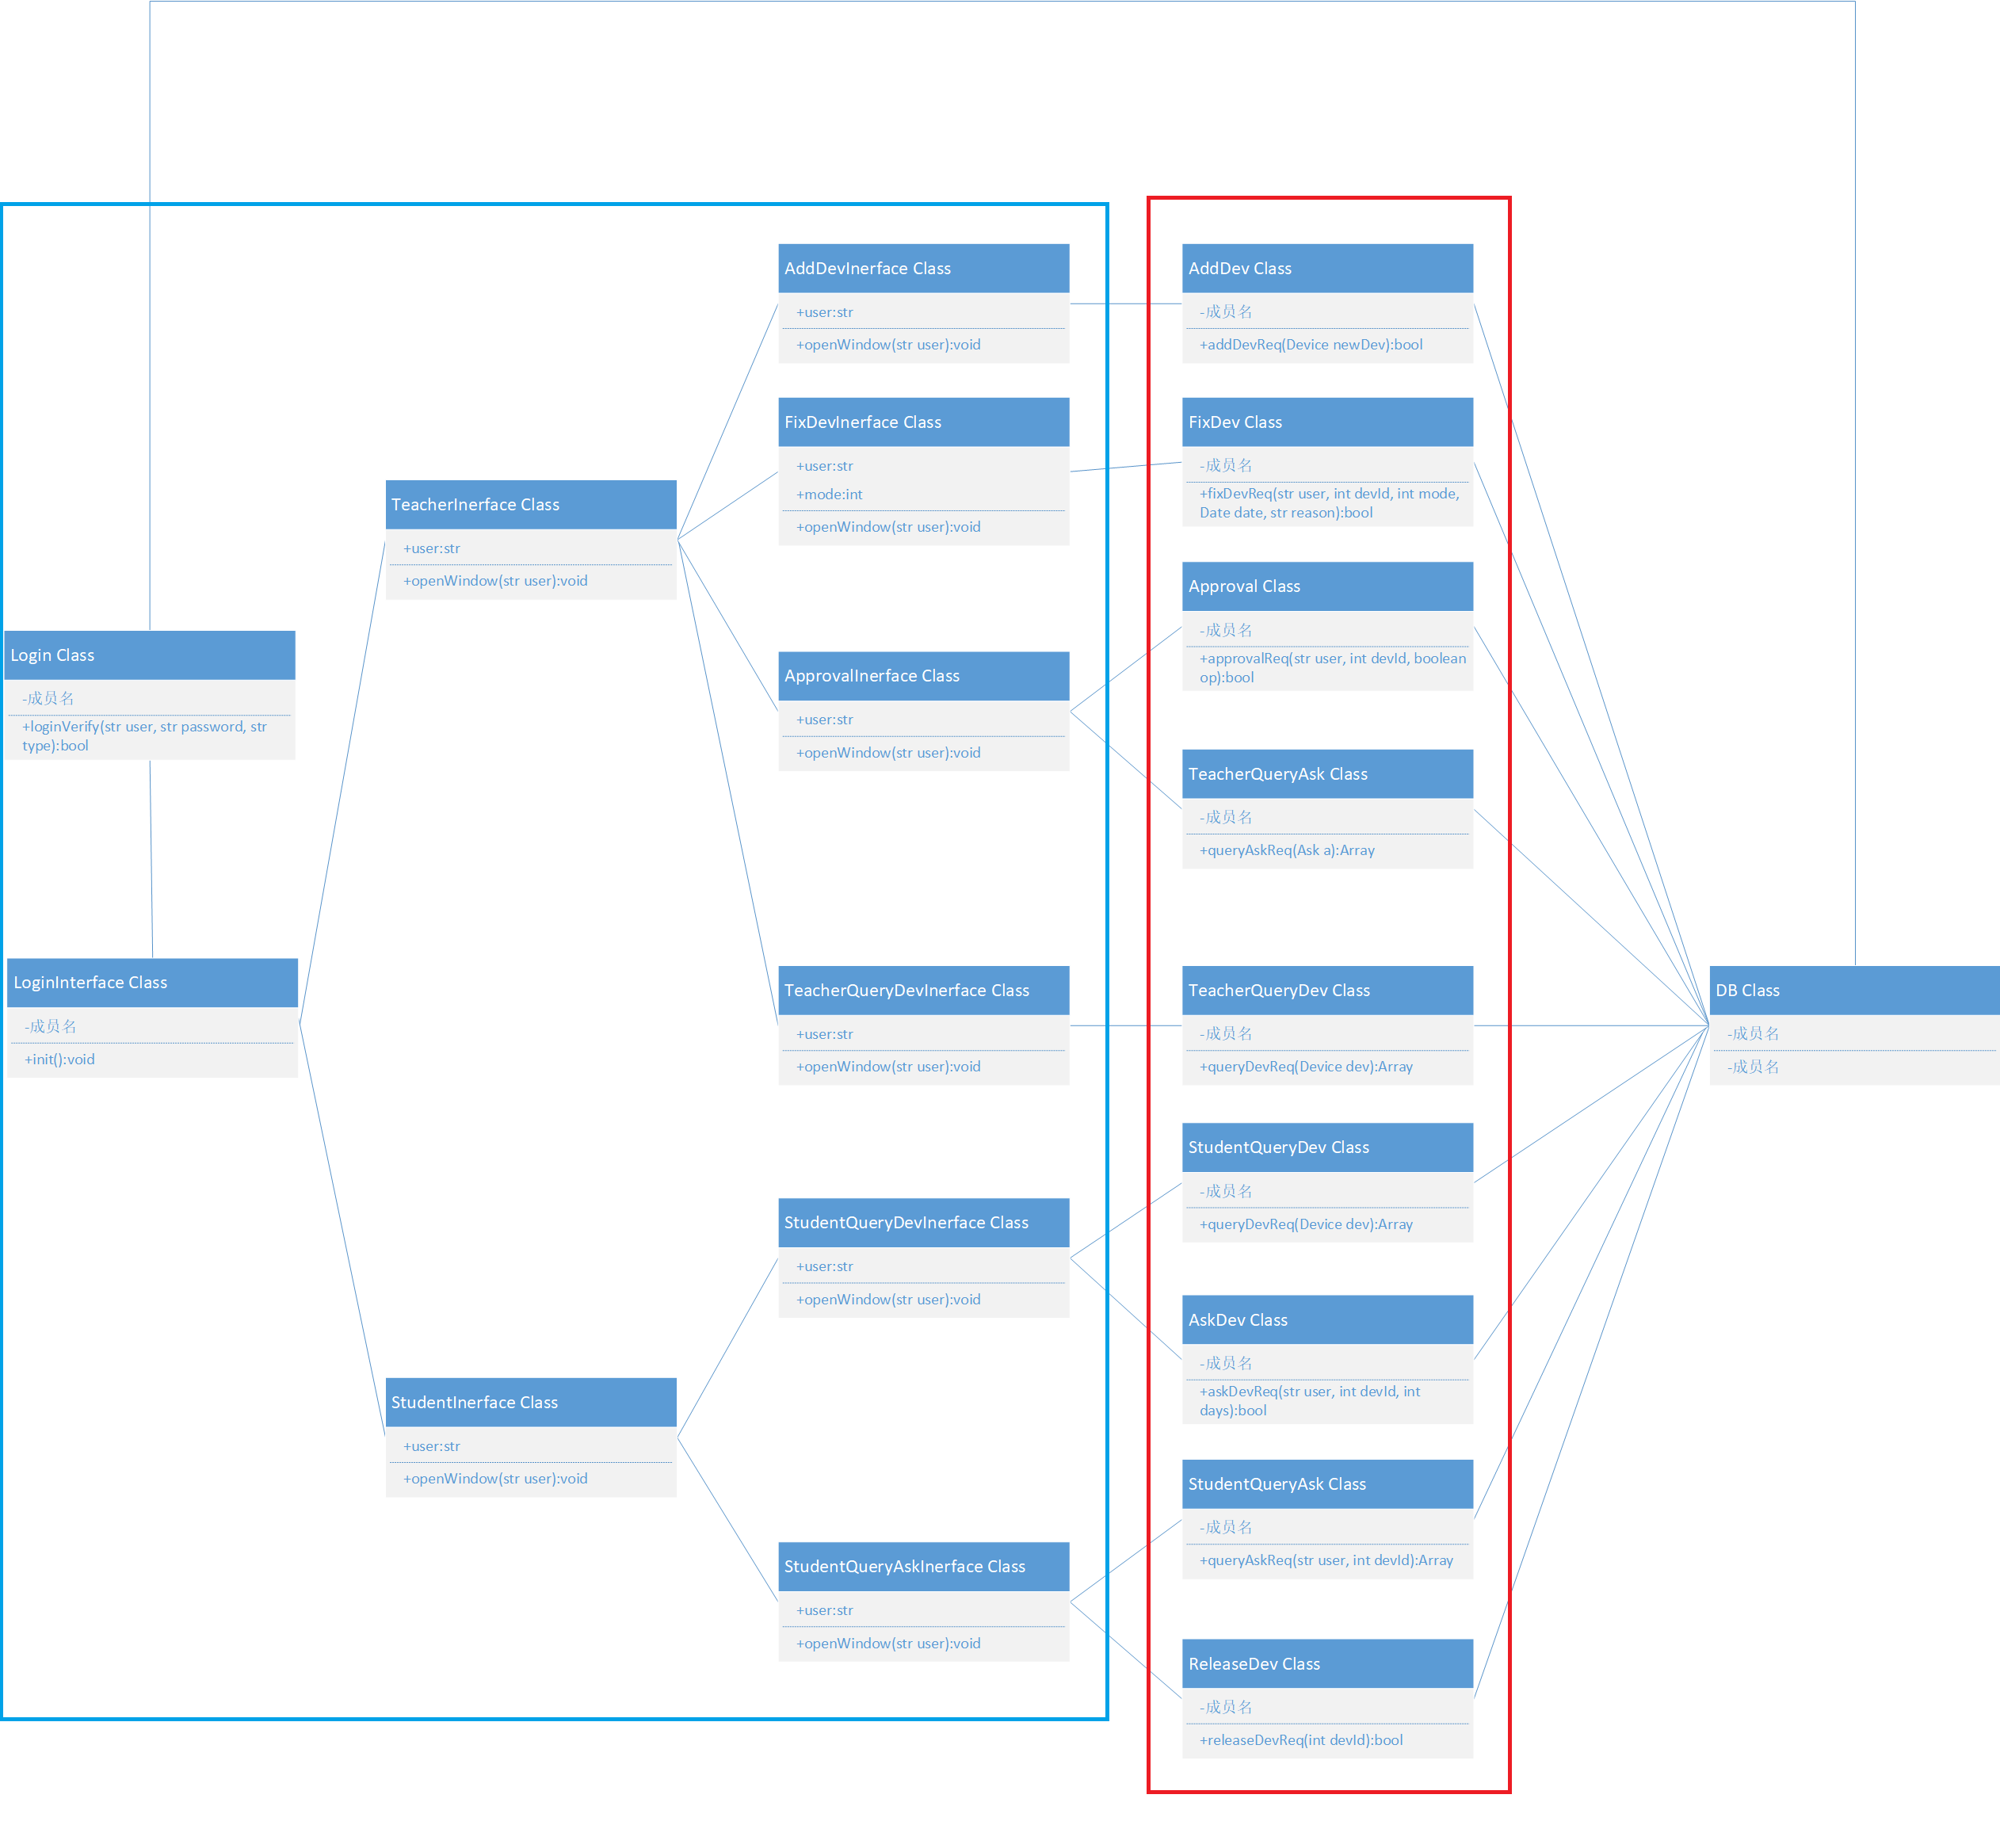 Login Class
-成员名
+loginVerify(str user, str password, str
type):bool
LoginInterface Class
-成员名
+init():void
TeacherInerface Class
+user:str
+openWindow(str user):void
StudentInerface Class
+user:str
+openWindow(str user):void
AddDevInerface Class
+user:str
+openWindow(str user):void
FixDevInerface Class
+user:str
+mode:int
+openWindow(str user):void
ApprovalInerface Class
+user:str
+openWindow(str user):void
TeacherQueryDevInerface Class
+user:str
+openWindow(str user):void
StudentQueryDevInerface Class
+user:str
+openWindow(str user):void
StudentQueryAskInerface Class
+user:str
+openWindow(str user):void
AddDev Class
-成员名
+addDevReq(Device newDev):bool
FixDev Class
-成员名
+fixDevReq(str user, int devId, int mode,
Date date, str reason):bool
Approval Class
-成员名
+approvalReq(str user, int devId, boolean
op):bool
TeacherQueryAsk Class
-成员名
+queryAskReq(Ask a):Array
TeacherQueryDev Class
-成员名
+queryDevReq(Device dev):Array
StudentQueryDev Class
-成员名
+queryDevReq(Device dev):Array
AskDev Class
-成员名
+askDevReq(str user, int devId, int
days):bool
StudentQueryAsk Class
-成员名
+queryAskReq(str user, int devId):Array
ReleaseDev Class
-成员名
+releaseDevReq(int devId):bool
DB Class
-成员名
-成员名